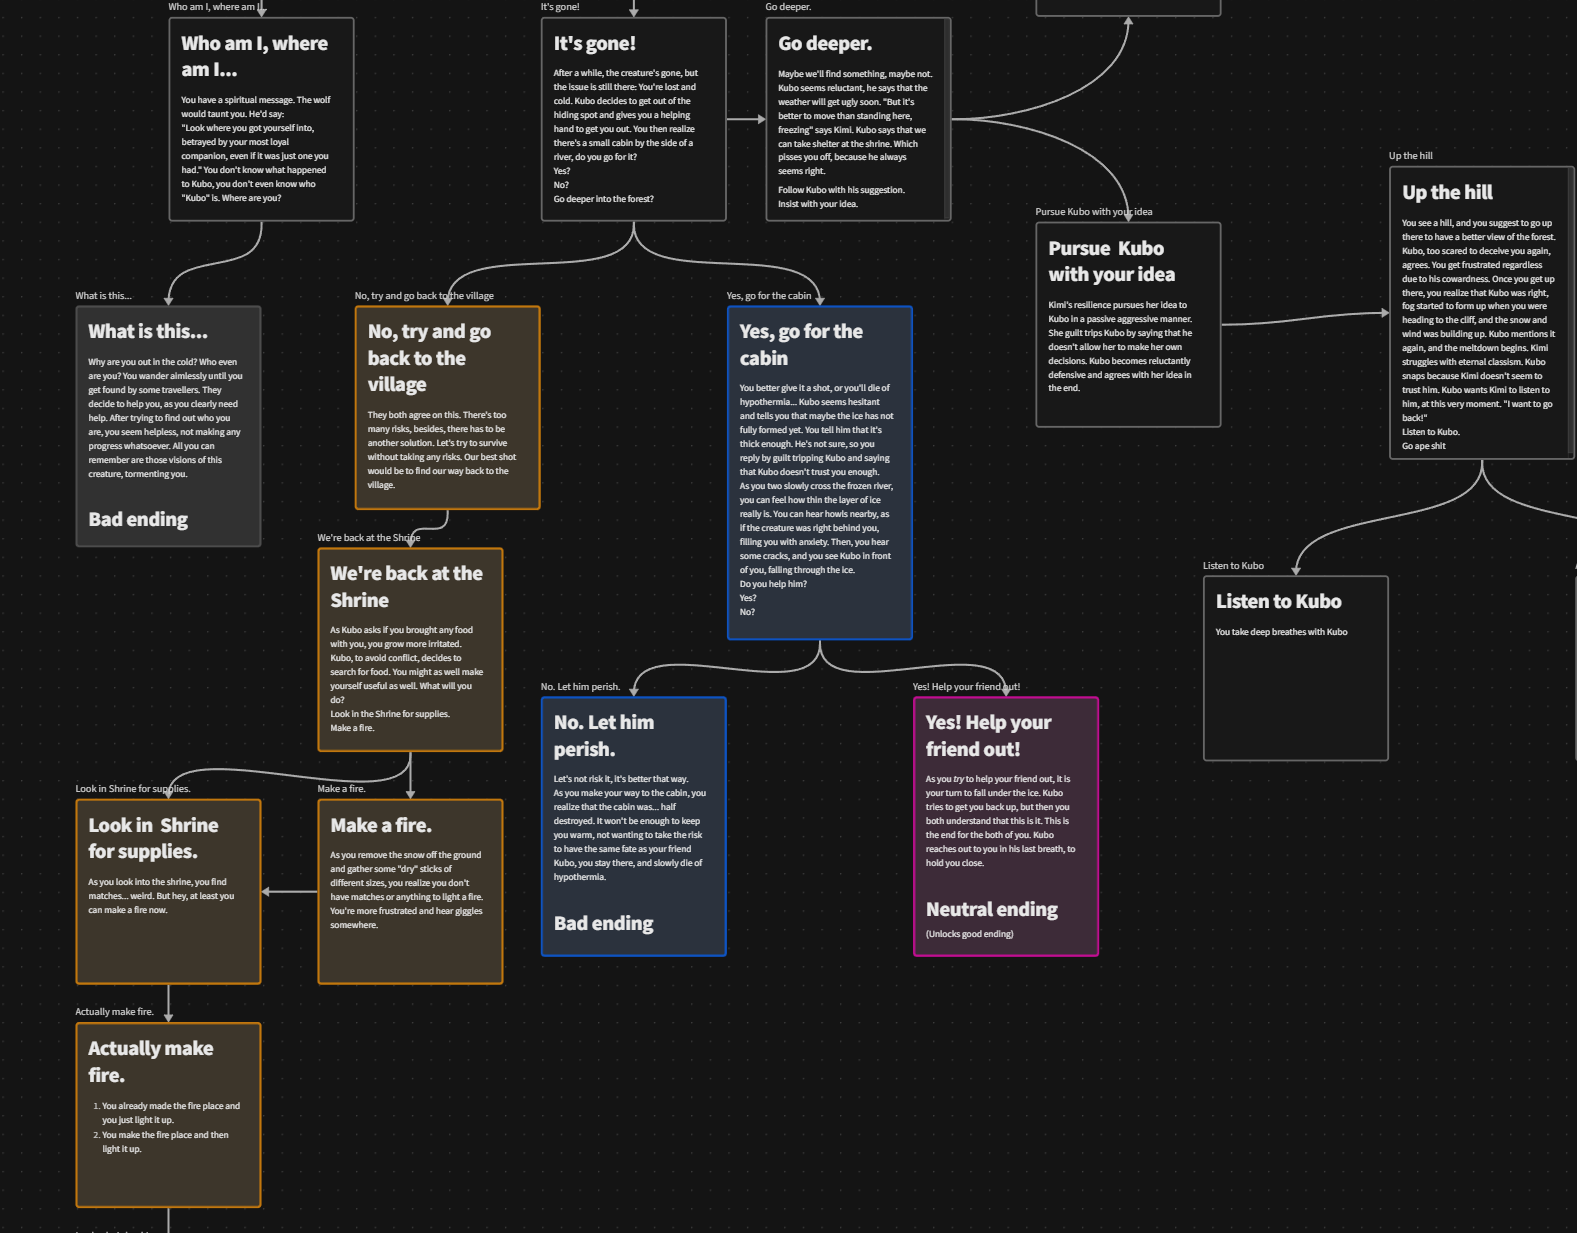 Who am I, where am I
Who am I, where
am I...
You have a spiritual message. The wolf
would taunt you. He'd say:
"Look where you got yourself into,
betrayed by your most loyal
companion, even if it was just one you
had." You don't know what happened
to Kubo, you don't even know who
"Kubo" is. Where are you?
It's gone!
It's gone!
After a while, the creature's gone, but
the issue is still there: You're lost and
cold. Kubo decides to get out of the
hiding spot and gives you a helping
hand to get you out. You then realize
there's a small cabin by the side of a
river, do you go for it?
Yes?
No?
Go deeper into the forest?
Go deeper.
Go deeper.
Maybe we'll find something, maybe not.
Kubo seems reluctant, he says that the
weather will get ugly soon. "But it's
better to move than standing here,
freezing" says Kimi. Kubo says that we
can take shelter at the shrine. Which
pisses you off, because he always
seems right.
Follow Kubo with his suggestion.
Insist with your idea.
Pursue Kubo with your idea
Pursue  Kubo
with your idea
Kimi's resilience pursues her idea to
Kubo in a passive aggressive manner.
She guilt trips Kubo by saying that he
doesn't allow her to make her own
decisions. Kubo becomes reluctantly
defensive and agrees with her idea in
the end.
Up the hill
Up the hill
You see a hill, and you suggest to go up
there to have a better view of the forest.
Kubo, too scared to deceive you again,
agrees. You get frustrated regardless
due to his cowardness. Once you get up
there, you realize that Kubo was right,
fog started to form up when you were
heading to the cliff, and the snow and
wind was building up. Kubo mentions it
again, and the meltdown begins. Kimi
struggles with eternal classism. Kubo
snaps because Kimi doesn't seem to
trust him. Kubo wants Kimi to listen to
him, at this very moment. "I want to go
back!"
Listen to Kubo.
Go ape shit
What is this...
What is this...
Why are you out in the cold? Who even
are you? You wander aimlessly until you
get found by some travellers. They
decide to help you, as you clearly need
help. After trying to find out who you
are, you seem helpless, not making any
progress whatsoever. All you can
remember are those visions of this
creature, tormenting you.
Bad ending
No, try and go back to the village
No, try and go
back to the
village
They both agree on this. There's too
many risks, besides, there has to be
another solution. Let's try to survive
without taking any risks. Our best shot
would be to find our way back to the
village.
Yes, go for the cabin
Yes, go for the
cabin
You better give it a shot, or you'll die of
hypothermia... Kubo seems hesitant
and tells you that maybe the ice has not
fully formed yet. You tell him that it's
thick enough. He's not sure, so you
reply by guilt tripping Kubo and saying
that Kubo doesn't trust you enough.
As you two slowly cross the frozen river,
you can feel how thin the layer of ice
really is. You can hear howls nearby, as
if the creature was right behind you,
filling you with anxiety. Then, you hear
some cracks, and you see Kubo in front
of you, falling through the ice.
Do you help him?
Yes?
No?
We're back at the Shrine
We're back at the
Shrine
As Kubo asks if you brought any food
with you, you grow more irritated.
Kubo, to avoid conflict, decides to
search for food. You might as well make
yourself useful as well. What will you
do?
Look in the Shrine for supplies.
Make a fire.
Listen to Kubo
Listen to Kubo
You take deep breathes with Kubo
No. Let him perish.
No. Let him
perish.
Let's not risk it, it's better that way.
As you make your way to the cabin, you
realize that the cabin was... half
destroyed. It won't be enough to keep
you warm, not wanting to take the risk
to have the same fate as your friend
Kubo, you stay there, and slowly die of
hypothermia.
Bad ending
Yes! Help your friend out!
Yes! Help your
friend out!
As you try to help your friend out, it is
your turn to fall under the ice. Kubo
tries to get you back up, but then you
both understand that this is it. This is
the end for the both of you. Kubo
reaches out to you in his last breath, to
hold you close.
Neutral ending
(Unlocks good ending)
Look in Shrine for supplies.
Look in  Shrine
for supplies.
As you look into the shrine, you find
matches... weird. But hey, at least you
can make a fire now.
Make a fire.
Make a fire.
As you remove the snow off the ground
and gather some "dry" sticks of
different sizes, you realize you don't
have matches or anything to light a fire.
You're more frustrated and hear giggles
somewhere.
Actually make fire.
Actually make
fire.
1. You already made the fire place and
you just light it up.
2. You make the fire place and then
light it up.